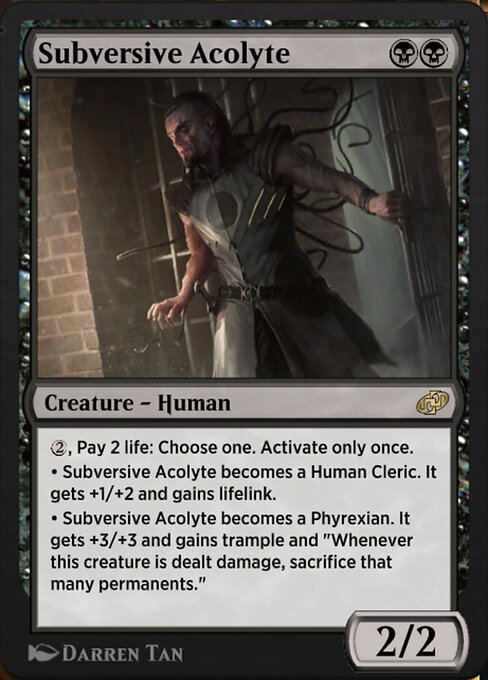 Subversive Acolyte
Creature – Human
2, Pay 2 life: Choose one. Activate only once.
• Subversive Acolyte becomes a Human Cleric. It
gets +1/+2 and gains lifelink.
• Subversive Acolyte becomes a Phyrexian. It
gets +3/+3 and gains trample and "Whenever
this creature is dealt damage, sacrifice that
many permanents."
2/2
Darren Tan